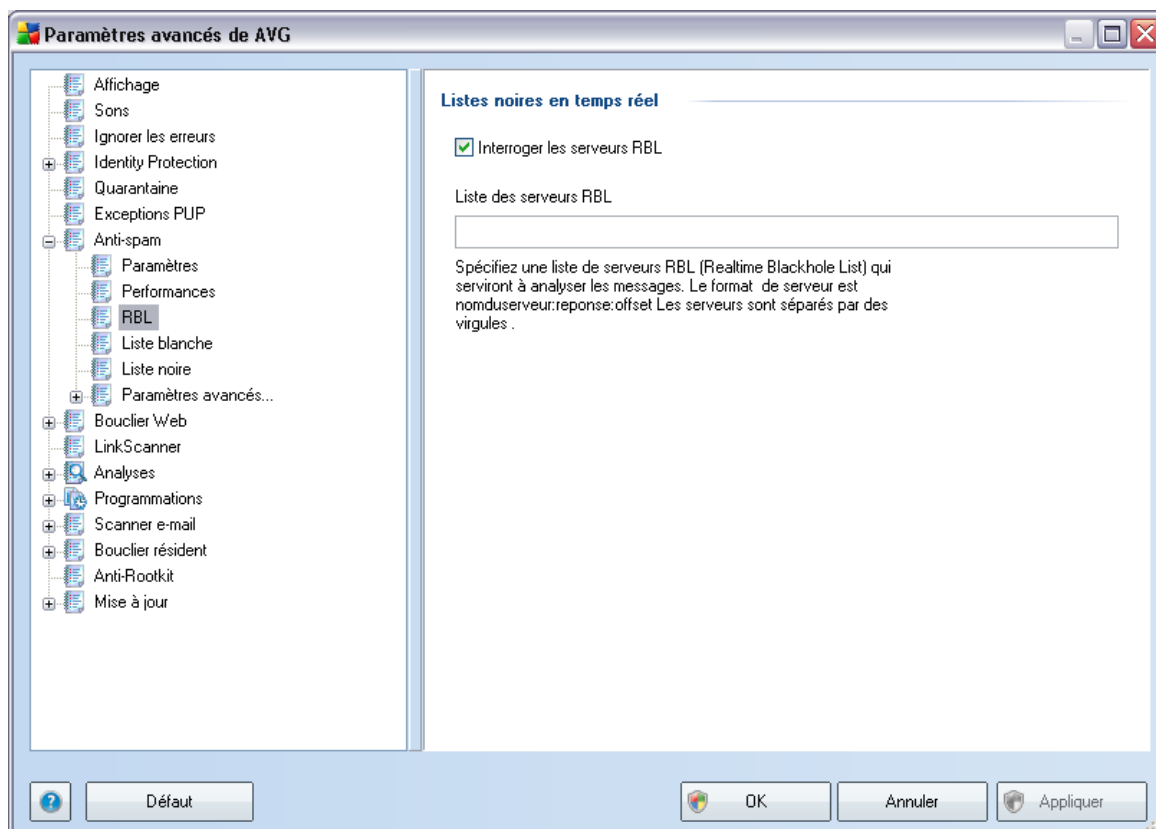 Paramètres avancés de AVG
Affichage
Sons
Ignorer les erreurs
Identity Protection
Quarantaine
Exceptions PUP
Anti-spam
Paramètres
Performances
RBL
Liste blanche
Liste noire
Paramètres avancés...
Bouclier Web
LinkScanner
Analyses
Programmations
Scanner e-mail
Bouclier résident
Anti-Rootkit
Mise à jour
Listes noires en temps réel
Interroger les serveurs RBL
Liste des serveurs RBL
Spécifiez une liste de serveurs RBL (Realtime Blackhole List) qui
serviront à analyser les messages. Le format  de serveur est
nomduserveur:reponse:offset Les serveurs sont séparés par des
virgules .
Défaut
OK
Annuler
Appliquer